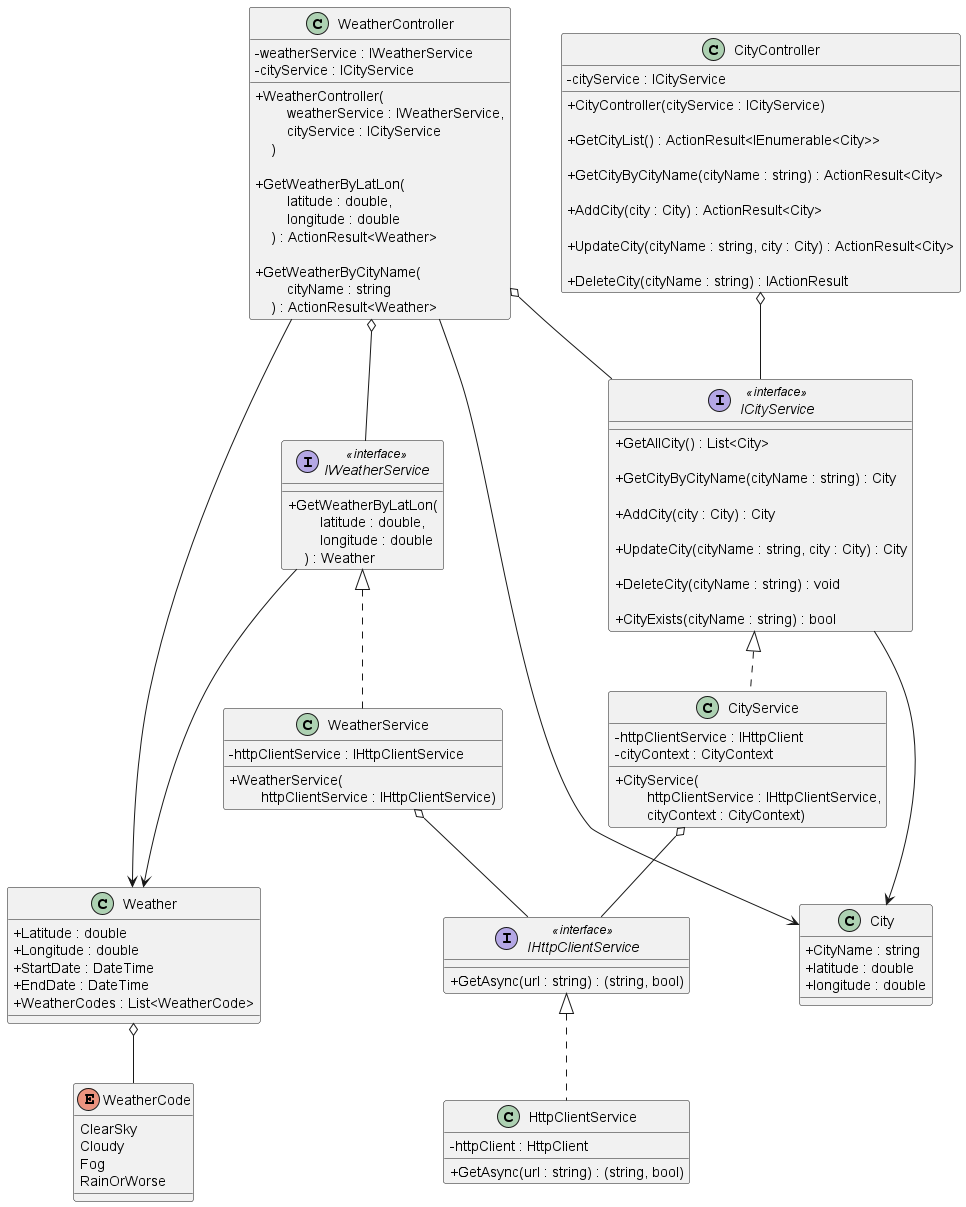 C WeatherController
-weatherService : IWeatherService
-cityService : ICityService
+WeatherController(
weatherService : IWeatherService,
cityService : ICityService
)
+GetWeatherByLatLon(
latitude : double,
longitude : double
) : ActionResult<Weather>
+GetWeatherByCityName(
cityName : string
) : ActionResult<Weather>
C CityController
-cityService : ICityService
+CityController(cityService : ICityService)
+GetCityList() : ActionResult<IEnumerable<City>>
+GetCityByCityName(cityName : string) : ActionResult<City>
+AddCity(city : City) : ActionResult<City>
+UpdateCity(cityName : string, city : City) : ActionResult<City>
+DeleteCity(cityName : string) : IActionResult
«interface»
I ICityService
+GetAllCity() : List<City>
+GetCityByCityName(cityName : string) : City
+AddCity(city : City) : City
+UpdateCity(cityName : string, city : City) : City
+DeleteCity(cityName : string) : void
+CityExists(cityName : string) : bool
«interface»
I IWeatherService
+GetWeatherByLatLon(
latitude : double,
longitude : double
) : Weather
C WeatherService
-httpClientService : IHttpClientService
+WeatherService(
httpClientService : IHttpClientService)
C CityService
-httpClientService : IHttpClient
-cityContext : CityContext
+CityService(
httpClientService : IHttpClientService,
cityContext : CityContext)
C Weather
+Latitude : double
+Longitude : double
+StartDate : DateTime
+EndDate : DateTime
+WeatherCodes : List<WeatherCode>
«interface»
I IHttpClientService
+GetAsync(url : string) : (string, bool)
C City
+CityName : string
+latitude : double
+longitude : double
E WeatherCode
ClearSky
Cloudy
Fog
RainOrWorse
C HttpClientService
-httpClient : HttpClient
+GetAsync(url : string) : (string, bool)